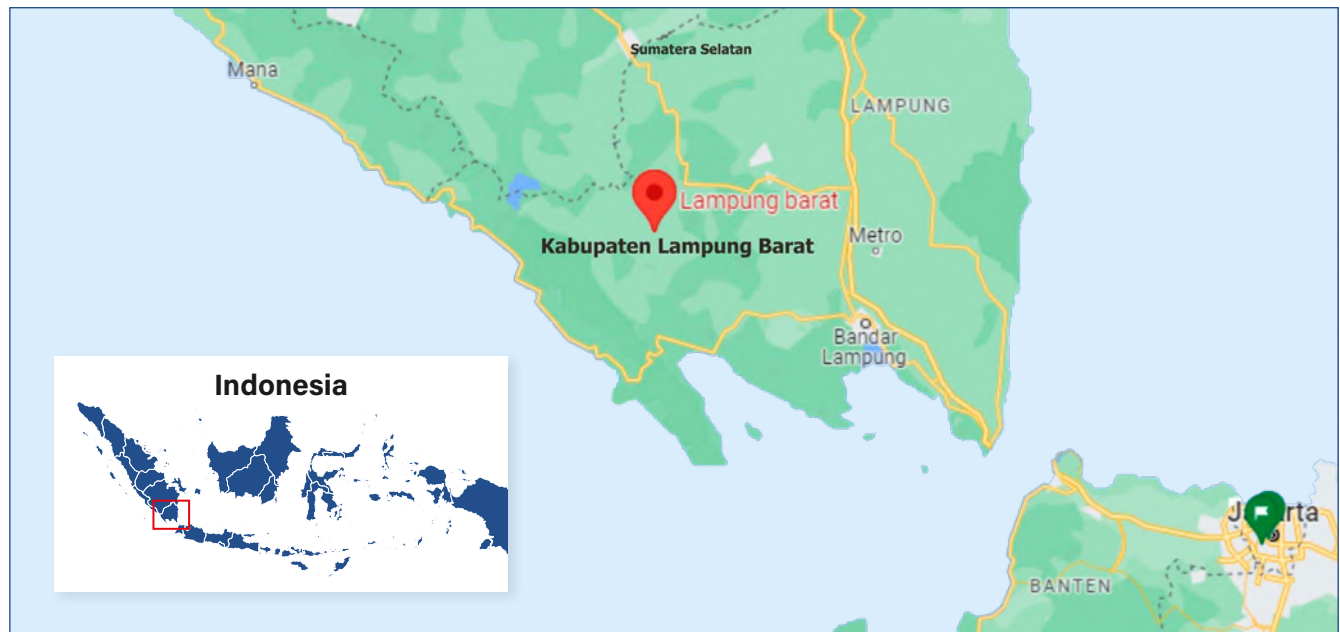 Sumatera Selatan
Mana
LAMPUNG
Lampung barat
Kabupaten Lampung Barat
Metro
Bandar
Lampung
Indonesia
BANTEN